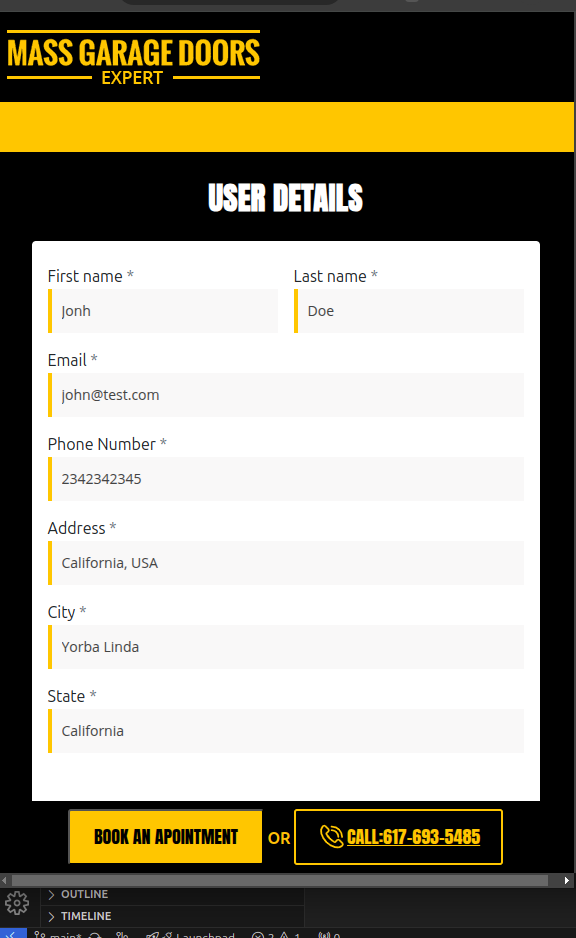 MASS GARAGE DOORS
EXPERT
USER DETAILS
First name * Last name *
Jonh Doe
Email *
john@test.com
Phone Number *
2342342345
Address *
California, USA
City *
Yorba Linda
State *
California
BOOK AN APOINTMENT OR CALL:617-693-5485
OUTLINE
TIMELINE
main* Launchpad 2 1 0